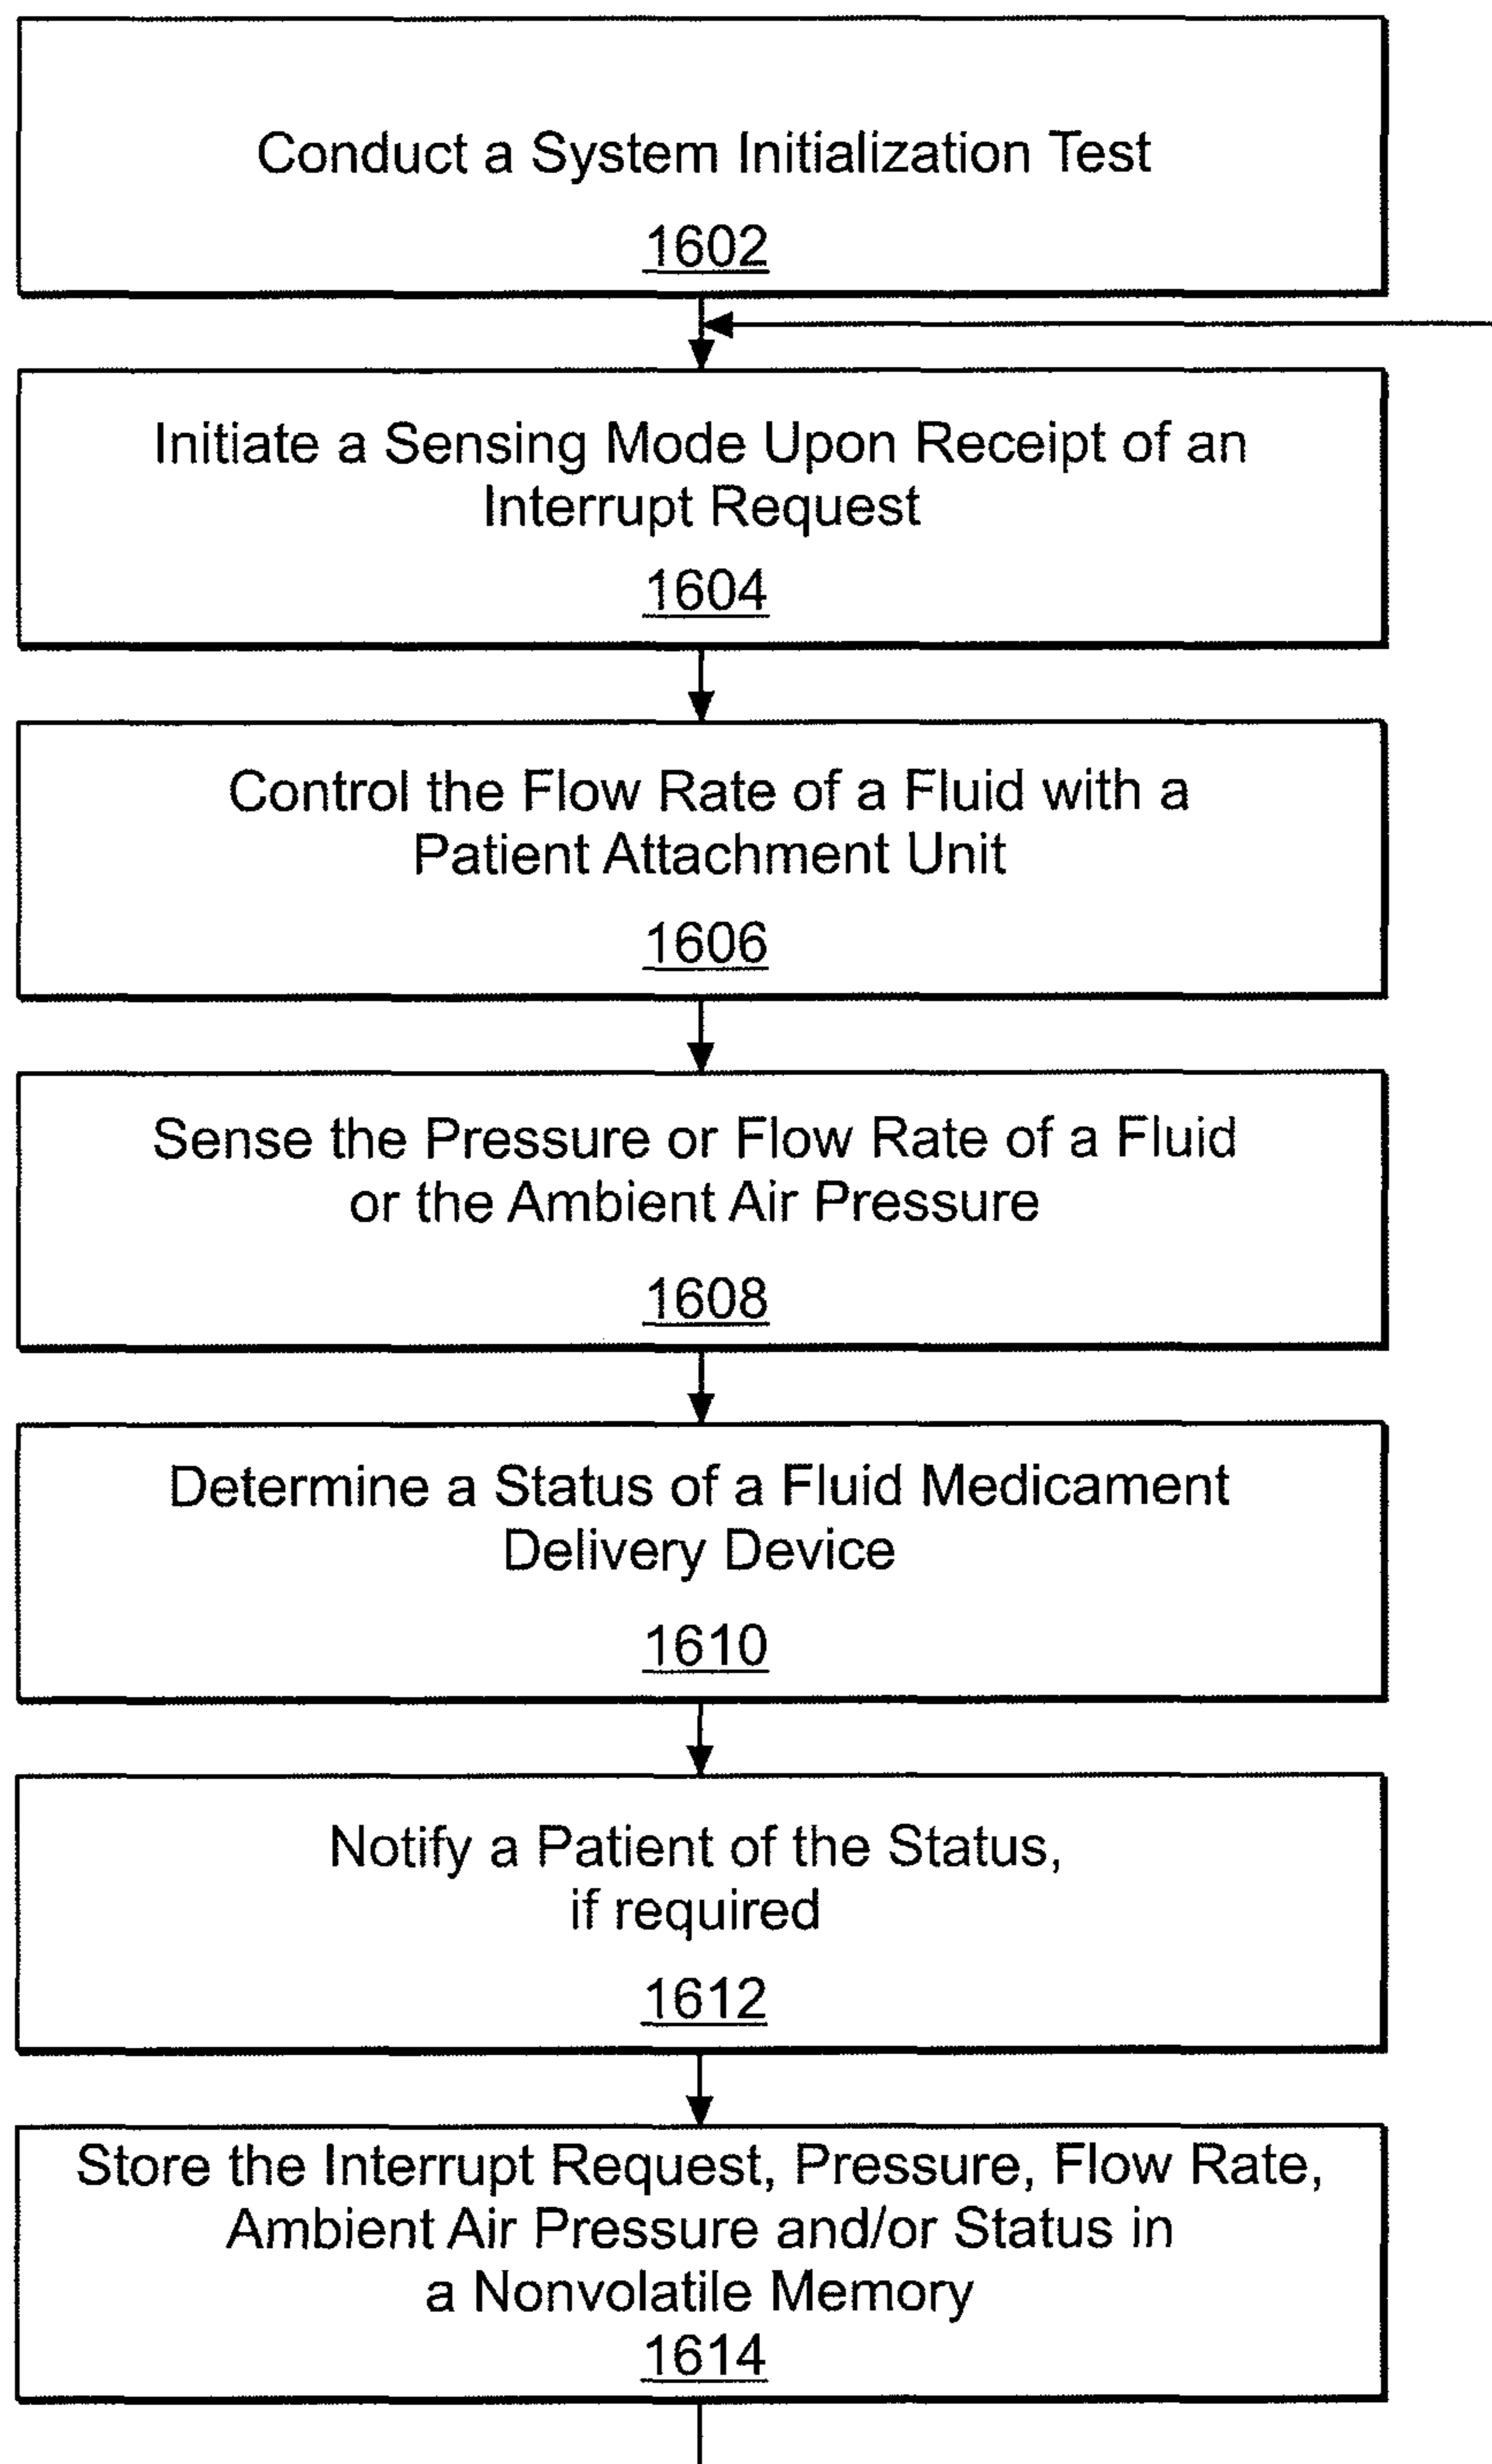 Conduct a System Initialization Test
1602
Initiate a Sensing Mode Upon Receipt of an
Interrupt Request
1604
Control the Flow Rate of a Fluid with a
Patient Attachment Unit
1606
Sense the Pressure or Flow Rate of a Fluid
or the Ambient Air Pressure
1608
Determine a Status of a Fluid Medicament
Delivery Device
1610
Notify a Patient of the Status,
if required
1612
Store the Interrupt Request, Pressure, Flow Rate,
Ambient Air Pressure and/or Status in
a Nonvolatile Memory
1614